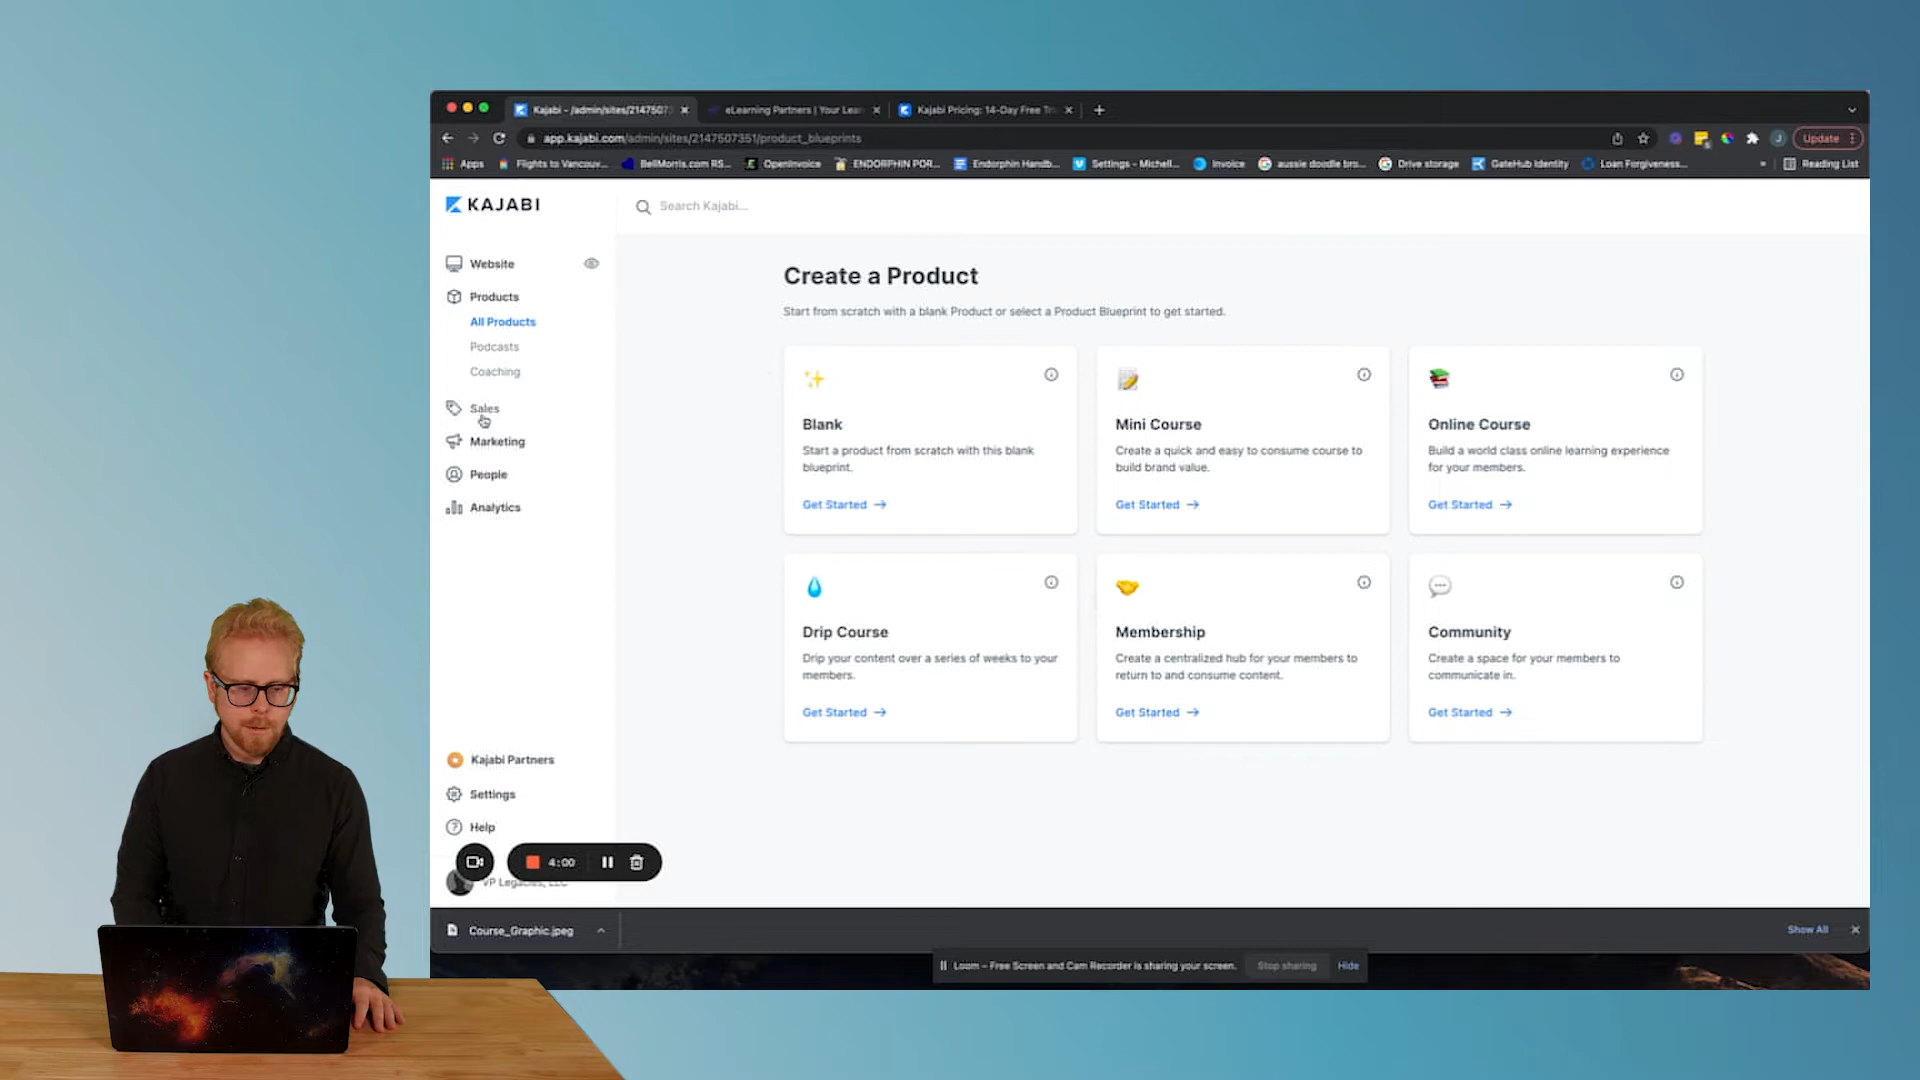 Kajabi - /admin/sites/2147507
eLearning Partners | Your Lear
Kajabi Pricing: 14-Day Free Tr
app.kajabi.com/admin/sites/2147507351/product_blueprints
Update
Apps
Flights to Vancouv...
BellMorris.com RS...
OpenInvoice
ENDORPHIN POR...
Endorphin Handb...
Settings - Michell...
Invoice
aussie doodle bro...
Drive storage
GateHub Identity
Loan Forgiveness...
»
Reading List
KAJABI
Search Kajabi...
Website
Products
All Products
Podcasts
Coaching
Sales
Marketing
People
Analytics
Kajabi Partners
Settings
Help
4:00
VP Legacies, LLC
Create a Product
Start from scratch with a blank Product or select a Product Blueprint to get started.
Blank
Start a product from scratch with this blank
blueprint.
Get Started →
Mini Course
Create a quick and easy to consume course to
build brand value.
Get Started →
Online Course
Build a world class online learning experience
for your members.
Get Started →
Drip Course
Drip your content over a series of weeks to your
members.
Get Started →
Membership
Create a centralized hub for your members to
return to and consume content.
Get Started →
Community
Create a space for your members to
communicate in.
Get Started →
Course_Graphic.jpeg
Show All
Loom – Free Screen and Cam Recorder is sharing your screen.
Stop sharing
Hide